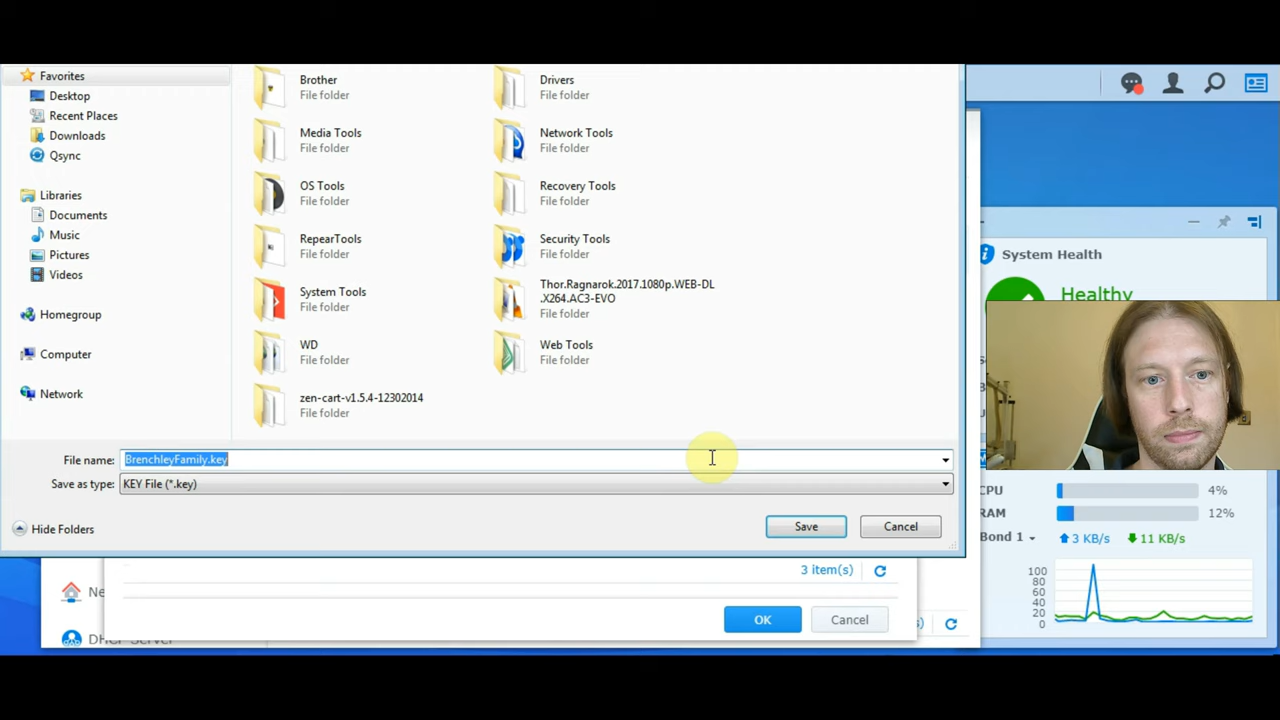 Favorites
Desktop
Recent Places
Downloads
Qsync
Libraries
Documents
Music
Pictures
Videos
Homegroup
Computer
Network
Brother
File folder
Drivers
File folder
Media Tools
File folder
Network Tools
File folder
OS Tools
File folder
Recovery Tools
File folder
RepearTools
File folder
Security Tools
File folder
System Tools
File folder
Thor.Ragnarok.2017.1080p.WEB-DL
.X264.AC3-EVO
File folder
WD
File folder
Web Tools
File folder
zen-cart-v1.5.4-12302014
File folder
File name: BrenchleyFamily.key
Save as type: KEY File (*.key)
Hide Folders
Save Cancel
3 item(s)
OK Cancel
DHCP Server
System Health
Healthy
CPU 4%
RAM 12%
Bond 1 3 KB/s 11 KB/s
100
80
60
40
20
0